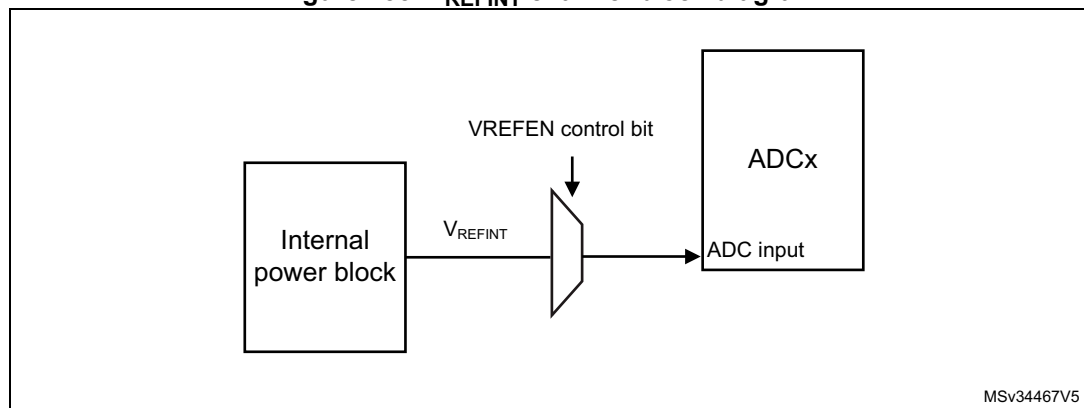 VREFEN control bit
ADCx
Internal
power block
VREFINT
ADC input
MSv34467V5